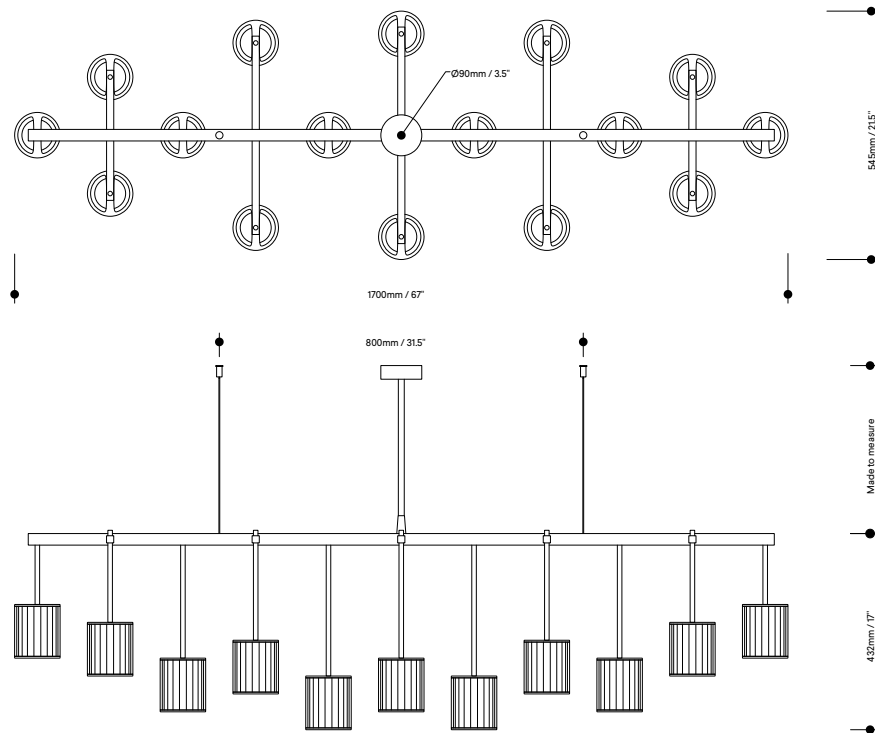 Ø90mm / 3.5"
545mm / 21.5"
1700mm / 67"
800mm / 31.5"
Made to measure
432mm / 17"